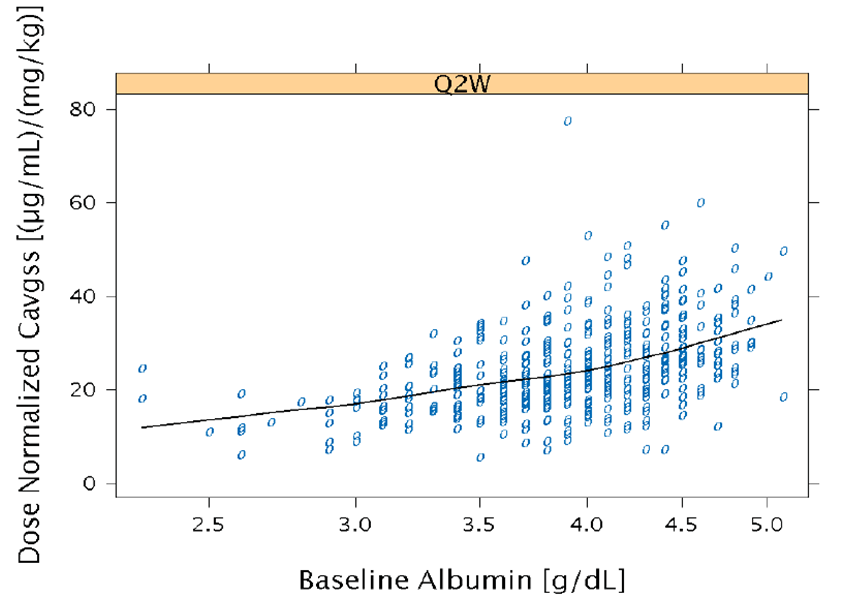 Q2W
Dose Normalized Cavgss [(µg/mL)/(mg/kg)]
80
60
40
20
0
2.5 3.0 3.5 4.0 4.5 5.0
Baseline Albumin [g/dL]